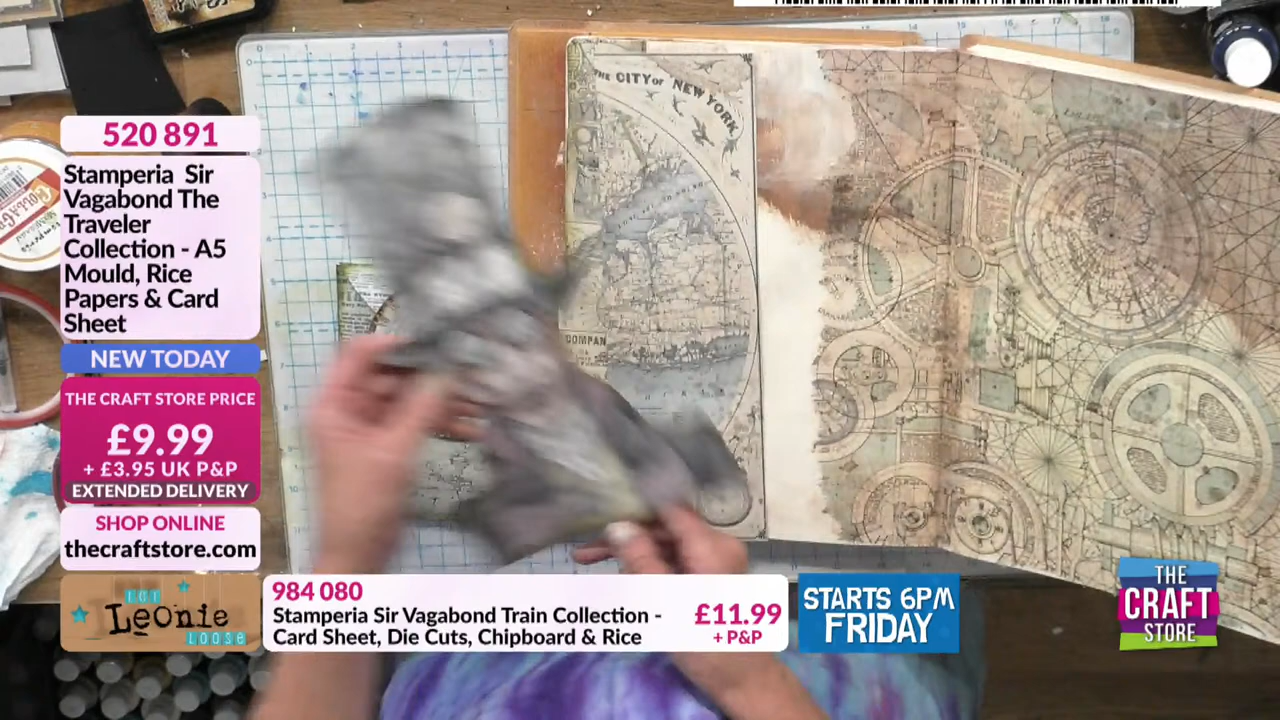 520 891
Stamperia Sir
Vagabond The
Traveler
Collection - A5
Mould, Rice
Papers & Card
Sheet
NEW TODAY
THE CRAFT STORE PRICE
£9.99
+ £3.95 UK P&P
EXTENDED DELIVERY
SHOP ONLINE
thecraftstore.com
LET
Leonie
LOOSE
984 080
Stamperia Sir Vagabond Train Collection -
Card Sheet, Die Cuts, Chipboard & Rice
£11.99
+ P&P
STARTS 6PM
FRIDAY
THE
CRAFT
STORE
THE CITY OF NEW YORK
COMPAN